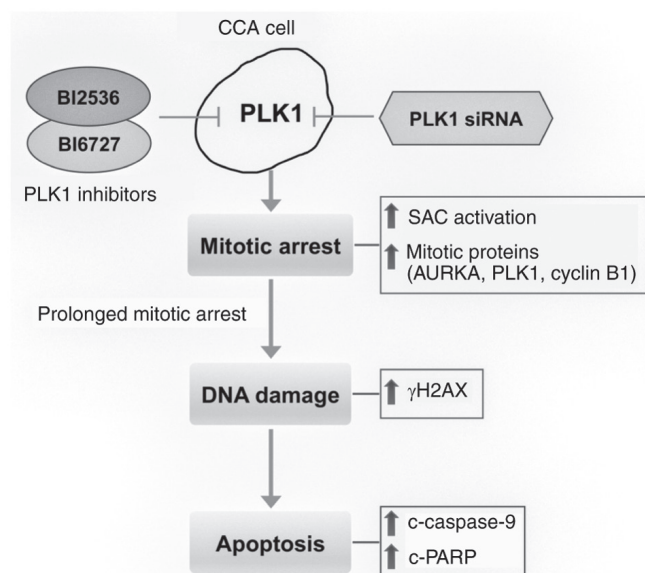 CCA cell
BI2536
BI6727
PLK1
PLK1 siRNA
PLK1 inhibitors
Mitotic arrest
SAC activation
Mitotic proteins
(AURKA, PLK1, cyclin B1)
Prolonged mitotic arrest
DNA damage
γH2AX
Apoptosis
c-caspase-9
c-PARP